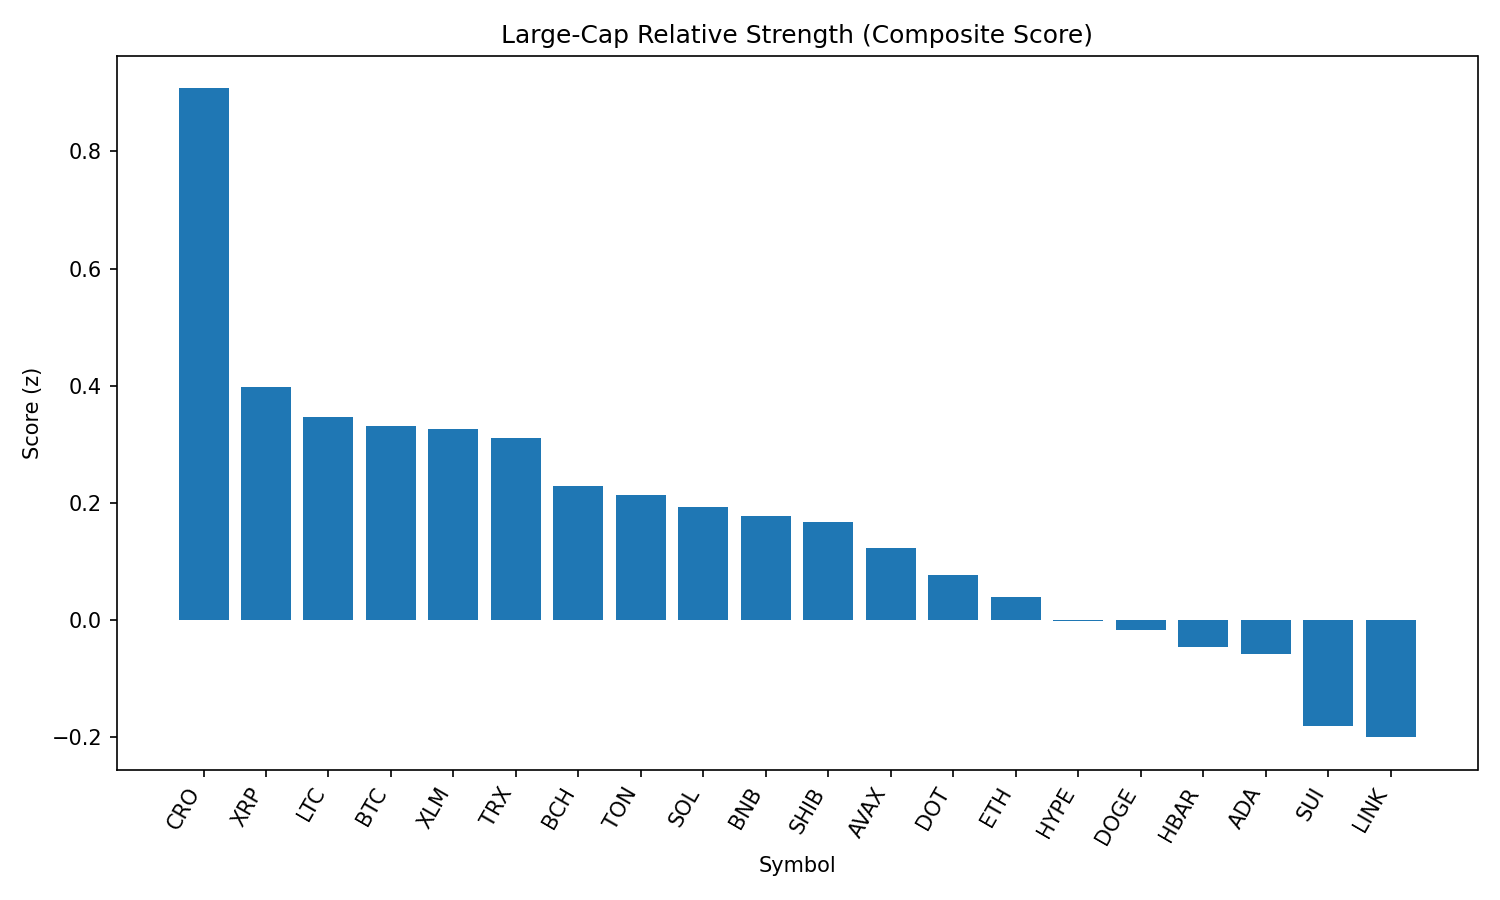 Large-Cap Relative Strength (Composite Score)
Score (z)
0.8
0.6
0.4
0.2
0.0
−0.2
CRO
XRP
LTC
BTC
XLM
TRX
BCH
TON
SOL
BNB
SHIB
AVAX
DOT
ETH
HYPE
DOGE
HBAR
ADA
SUI
LINK
Symbol